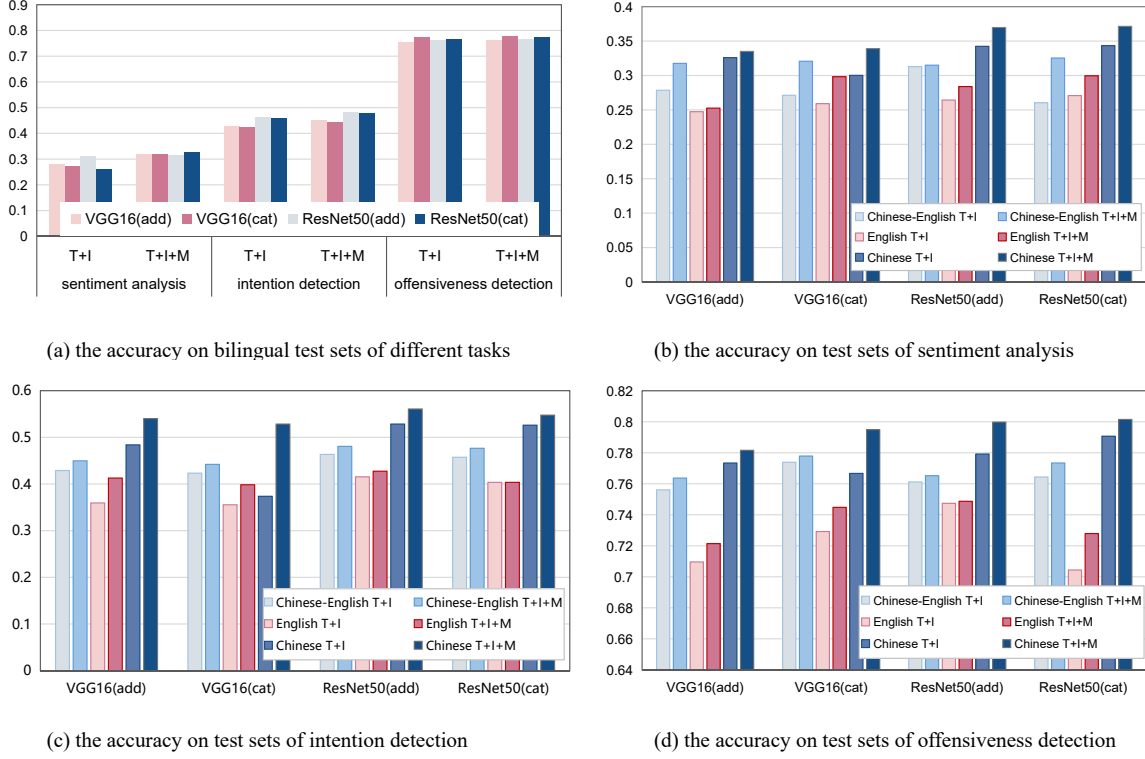 0.9
0.8
0.7
0.6
0.5
0.4
0.3
0.2
0.1
0
VGG16(add) VGG16(cat) ResNet50(add) ResNet50(cat)
T+I T+I+M T+I T+I+M T+I T+I+M
sentiment analysis intention detection offensiveness detection
(a) the accuracy on bilingual test sets of different tasks
0.4
0.35
0.3
0.25
0.2
0.15
0.1
0.05
0
Chinese-English T+I Chinese-English T+I+M
English T+I English T+I+M
Chinese T+I Chinese T+I+M
VGG16(add) VGG16(cat) ResNet50(add) ResNet50(cat)
(b) the accuracy on test sets of sentiment analysis
0.6
0.5
0.4
0.3
0.2
0.1
0
Chinese-English T+I Chinese-English T+I+M
English T+I English T+I+M
Chinese T+I Chinese T+I+M
VGG16(add) VGG16(cat) ResNet50(add) ResNet50(cat)
(c) the accuracy on test sets of intention detection
0.82
0.8
0.78
0.76
0.74
0.72
0.7
0.68
0.66
0.64
Chinese-English T+I Chinese-English T+I+M
English T+I English T+I+M
Chinese T+I Chinese T+I+M
VGG16(add) VGG16(cat) ResNet50(add) ResNet50(cat)
(d) the accuracy on test sets of offensiveness detection